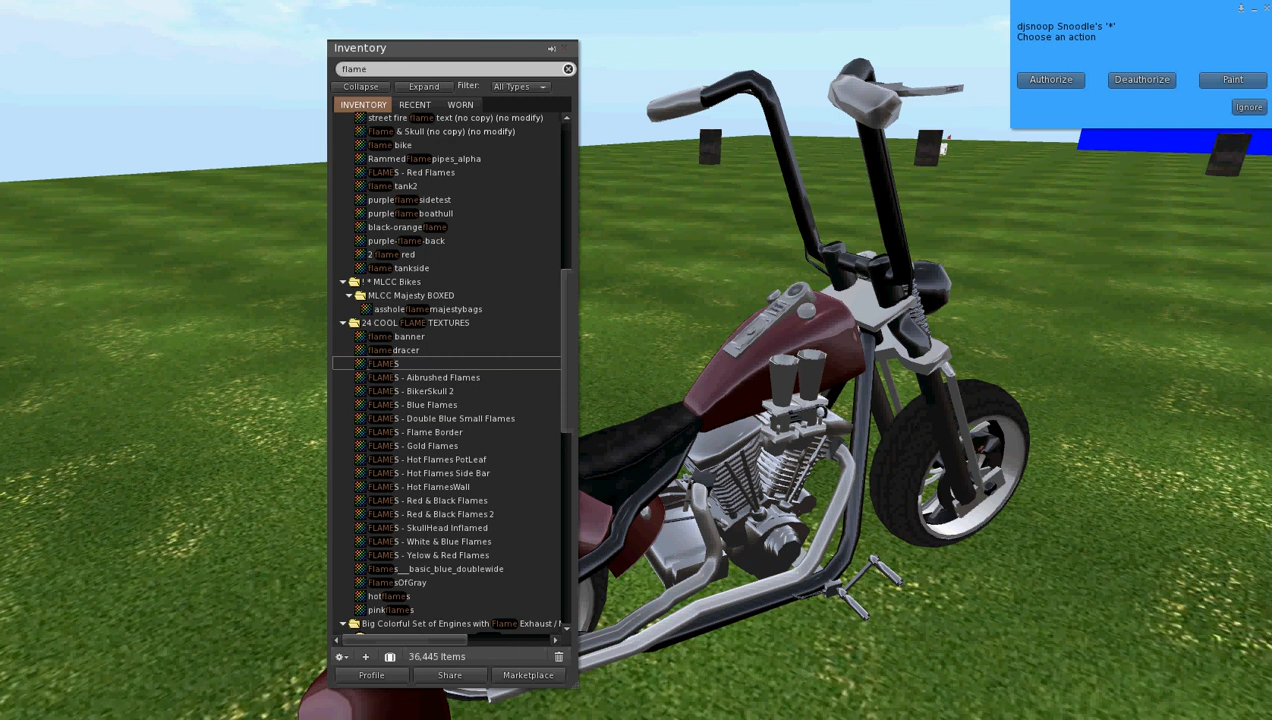 Inventory
flame
Collapse Expand Filter: All Types
INVENTORY RECENT WORN
street fire flame text (no copy) (no modify)
Flame & Skull (no copy) (no modify)
flame bike
RammedFlamepipes_alpha
FLAMES - Red Flames
flame tank2
purpleflamesidetest
purpleflameboathull
black-orangeflame
purple-flame-back
2 flame red
flame tankside
! * MLCC Bikes
MLCC Majesty BOXED
assholeflamemajestybags
24 COOL FLAME TEXTURES
flame banner
flamedracer
FLAMES
FLAMES - Aibrushed Flames
FLAMES - BikerSkull 2
FLAMES - Blue Flames
FLAMES - Double Blue Small Flames
FLAMES - Flame Border
FLAMES - Gold Flames
FLAMES - Hot Flames PotLeaf
FLAMES - Hot Flames Side Bar
FLAMES - Hot FlamesWall
FLAMES - Red & Black Flames
FLAMES - Red & Black Flames 2
FLAMES - SkullHead Inflamed
FLAMES - White & Blue Flames
FLAMES - Yelow & Red Flames
Flames__basic_blue_doublewide
FlamesOfGray
hotflames
pinkflames
Big Colorful Set of Engines with Flame Exhaust /
36,445 Items
Profile Share Marketplace
djsnoop Snoodle's '*'
Choose an action
Authorize Deauthorize Paint
Ignore